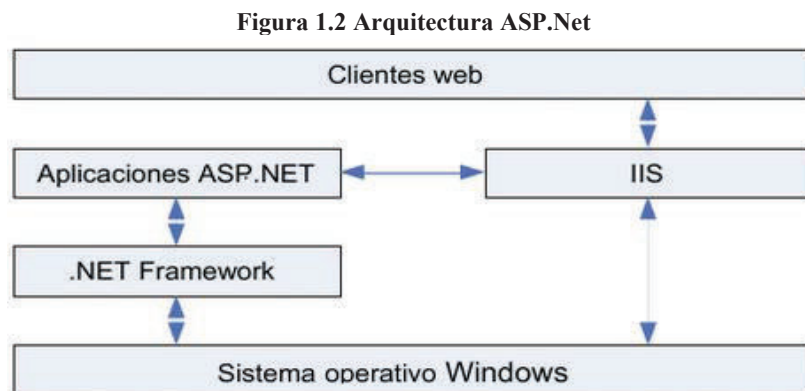 Figura 1.2 Arquitectura ASP.Net
Clientes web
Aplicaciones ASP.NET
IIS
.NET Framework
Sistema operativo Windows